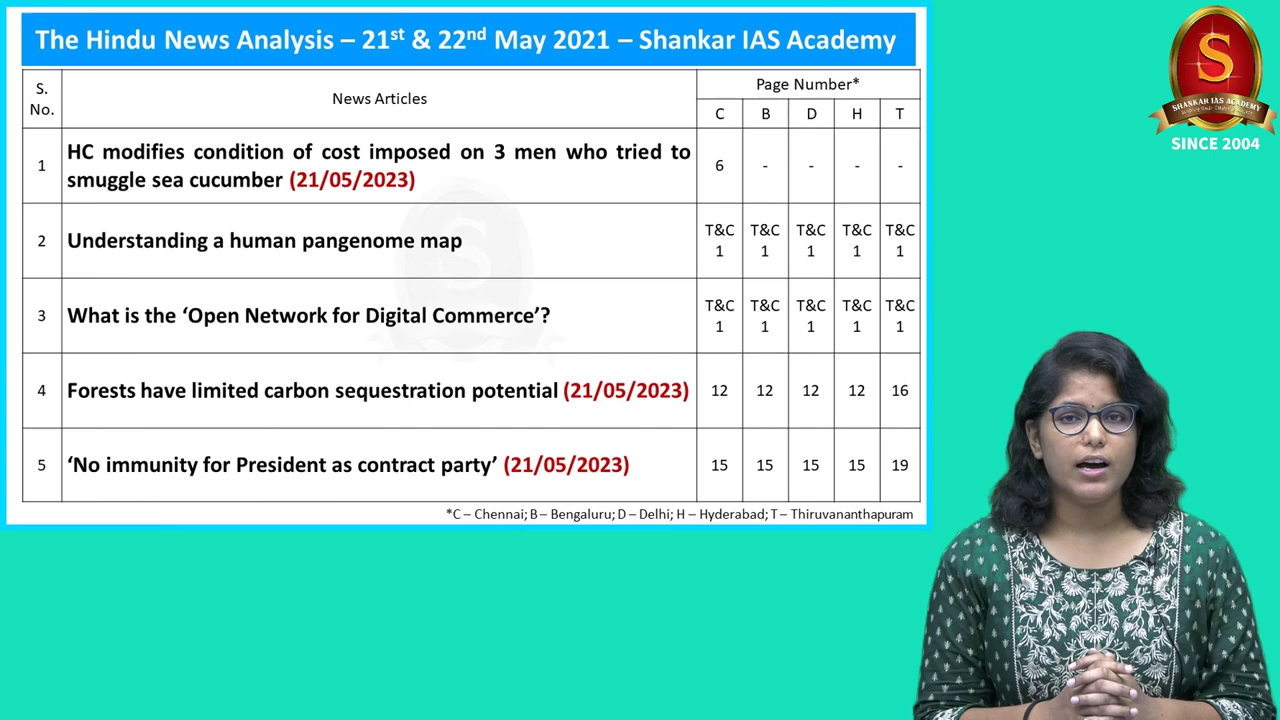 The Hindu News Analysis – 21st & 22nd May 2021 – Shankar IAS Academy
S. No.
News Articles
Page Number*
C B D H T
1
HC modifies condition of cost imposed on 3 men who tried to
smuggle sea cucumber (21/05/2023)
6 - - - -
2
Understanding a human pangenome map
T&C T&C T&C T&C T&C
1 1 1 1 1
3
What is the ‘Open Network for Digital Commerce’?
T&C T&C T&C T&C T&C
1 1 1 1 1
4 Forests have limited carbon sequestration potential (21/05/2023) 12 12 12 12 16
5 ‘No immunity for President as contract party’ (21/05/2023) 15 15 15 15 19
*C – Chennai; B – Bengaluru; D – Delhi; H – Hyderabad; T – Thiruvananthapuram
S
SHANKAR IAS ACADEMY
SINCE 2004